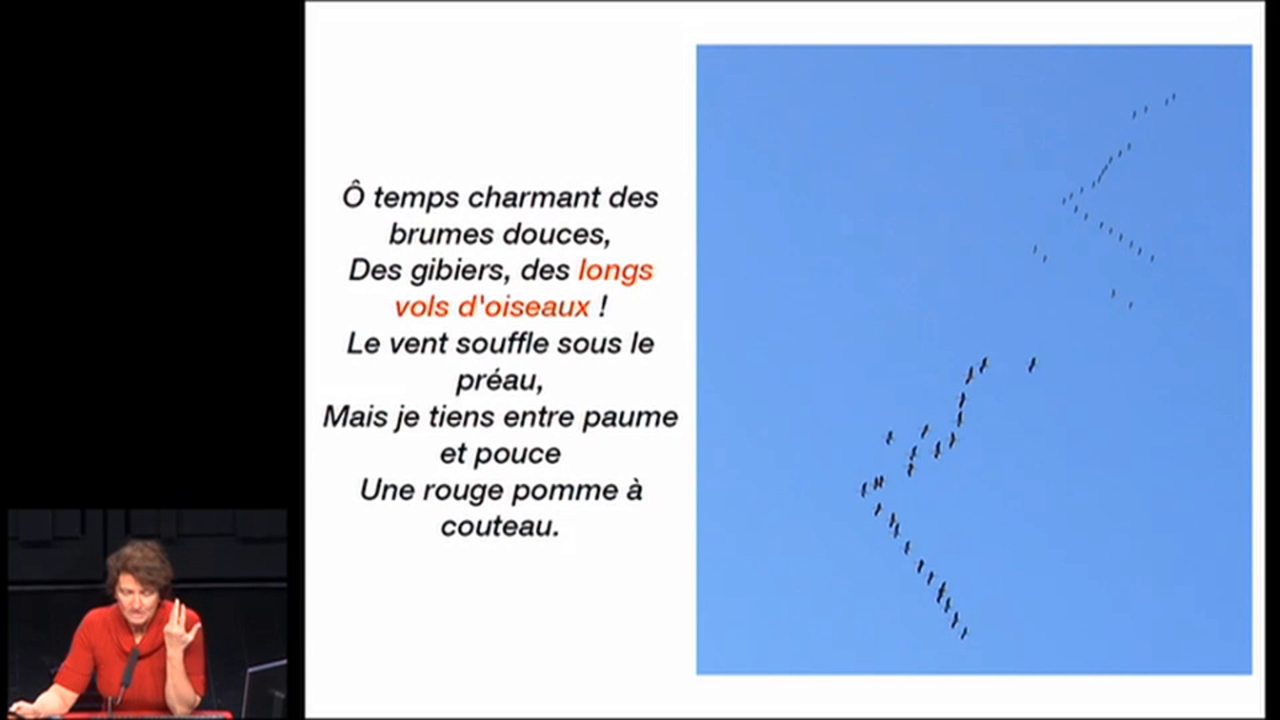 Ô temps charmant des
brumes douces,
Des gibiers, des longs
vols d'oiseaux !
Le vent souffle sous le
préau,
Mais je tiens entre paume
et pouce
Une rouge pomme à
couteau.